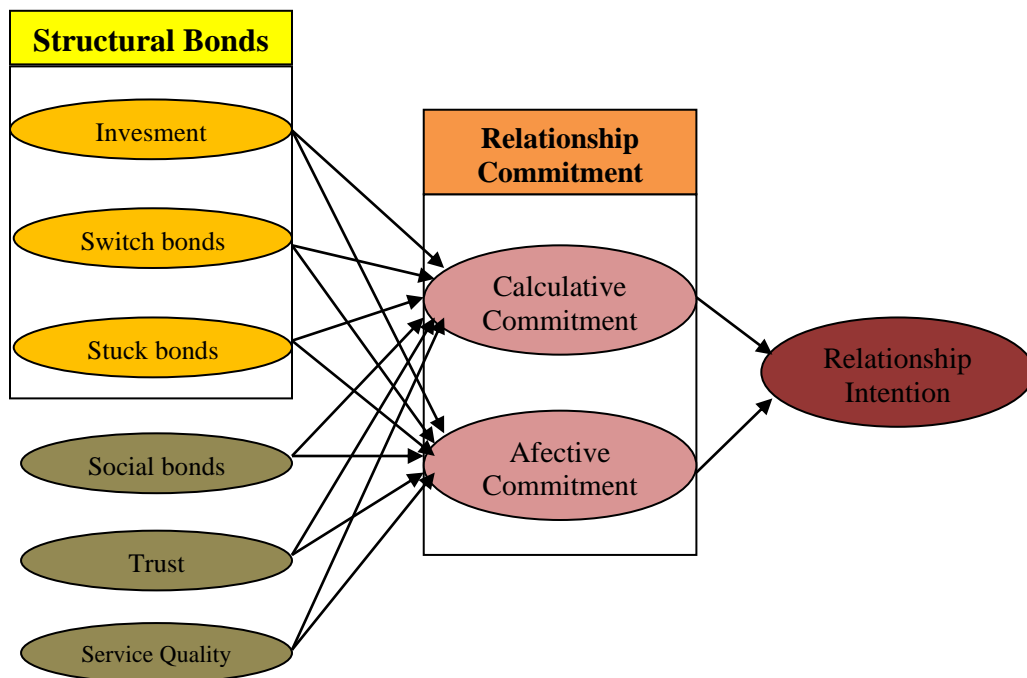 Structural Bonds
Invesment
Switch bonds
Stuck bonds
Social bonds
Trust
Service Quality
Relationship
Commitment
Calculative
Commitment
Afective
Commitment
Relationship
Intention